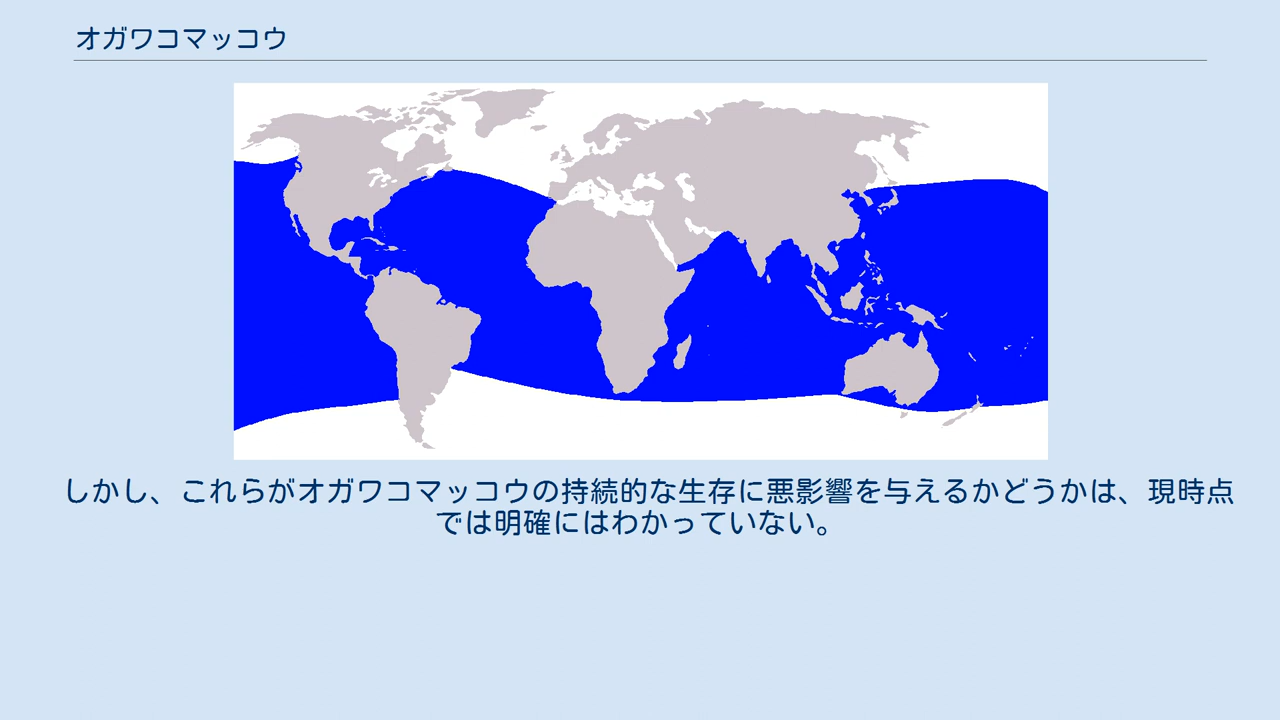 オガワコマッコウ
しかし、これらがオガワコマッコウの持続的な生存に悪影響を与えるかどうかは、現時点
では明確にはわかっていない。